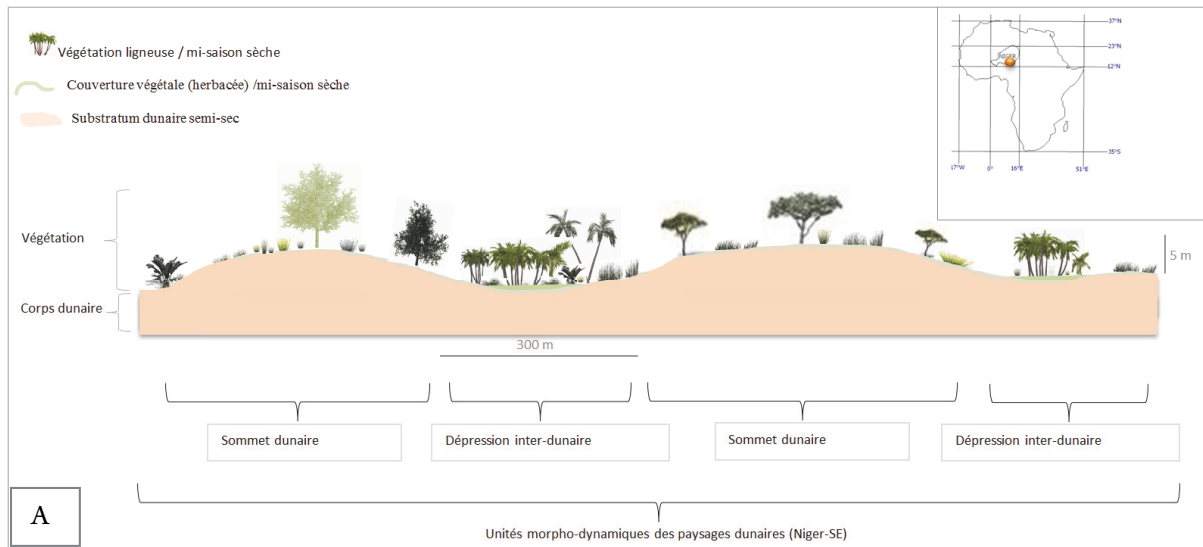 Végétation ligneuse / mi-saison sèche
Couverture végétale (herbacée) /mi-saison sèche
Substratum dunaire semi-sec
37°N
23°N
NIGER
12°N
35°S
17°W 0° 16°E 51°E
Végétation
5 m
Corps dunaire
300 m
Sommet dunaire
Dépression inter-dunaire
Sommet dunaire
Dépression inter-dunaire
A
Unités morpho-dynamiques des paysages dunaires (Niger-SE)